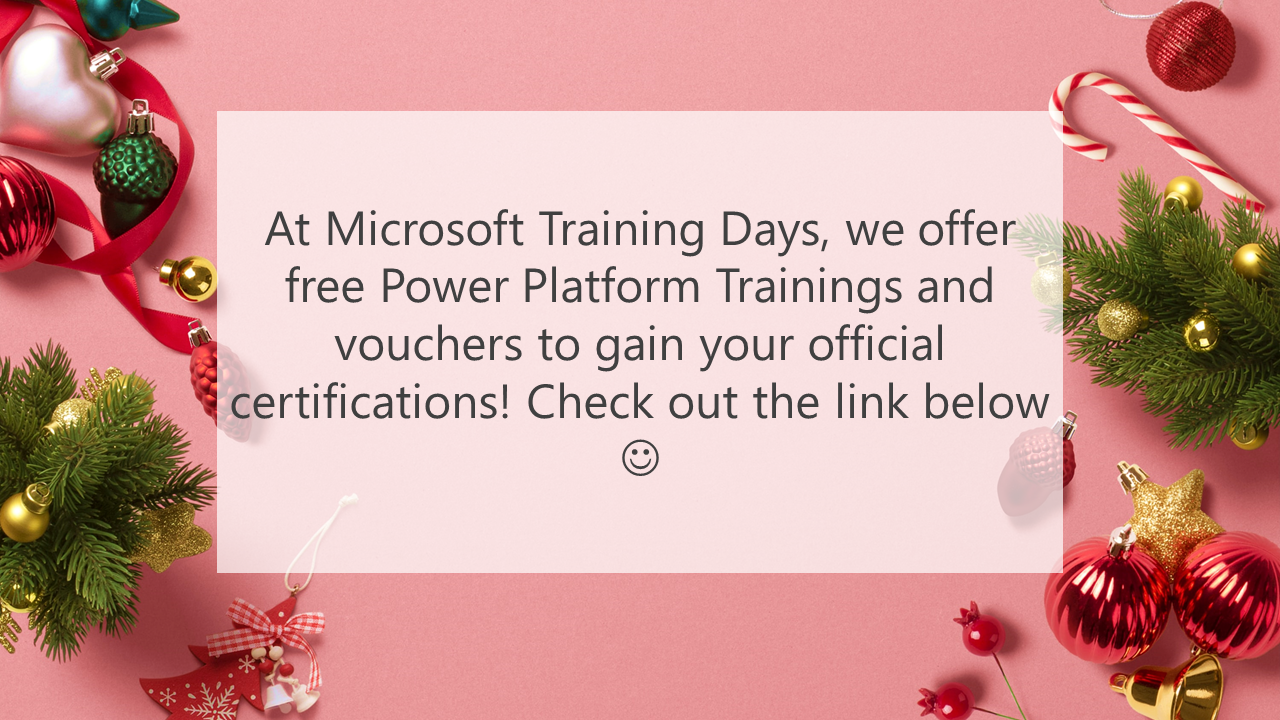 At Microsoft Training Days, we offer
free Power Platform Trainings and
vouchers to gain your official
certifications! Check out the link below
☺